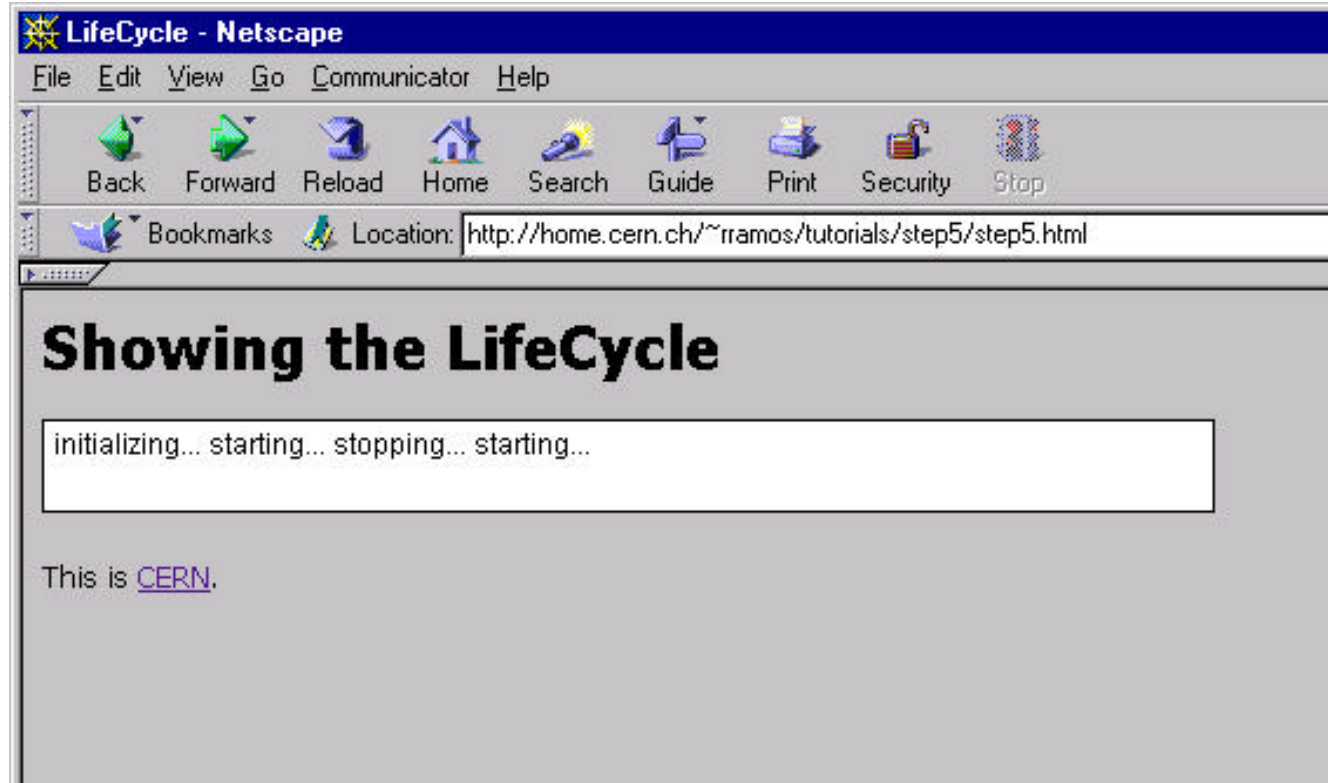 LifeCycle - Netscape
File Edit View Go Communicator Help
Back Forward Reload Home Search Guide Print Security Stop
Bookmarks Location: http://home.cern.ch/~rramos/tutorials/step5/step5.html
Showing the LifeCycle
initializing... starting... stopping... starting...
This is CERN.